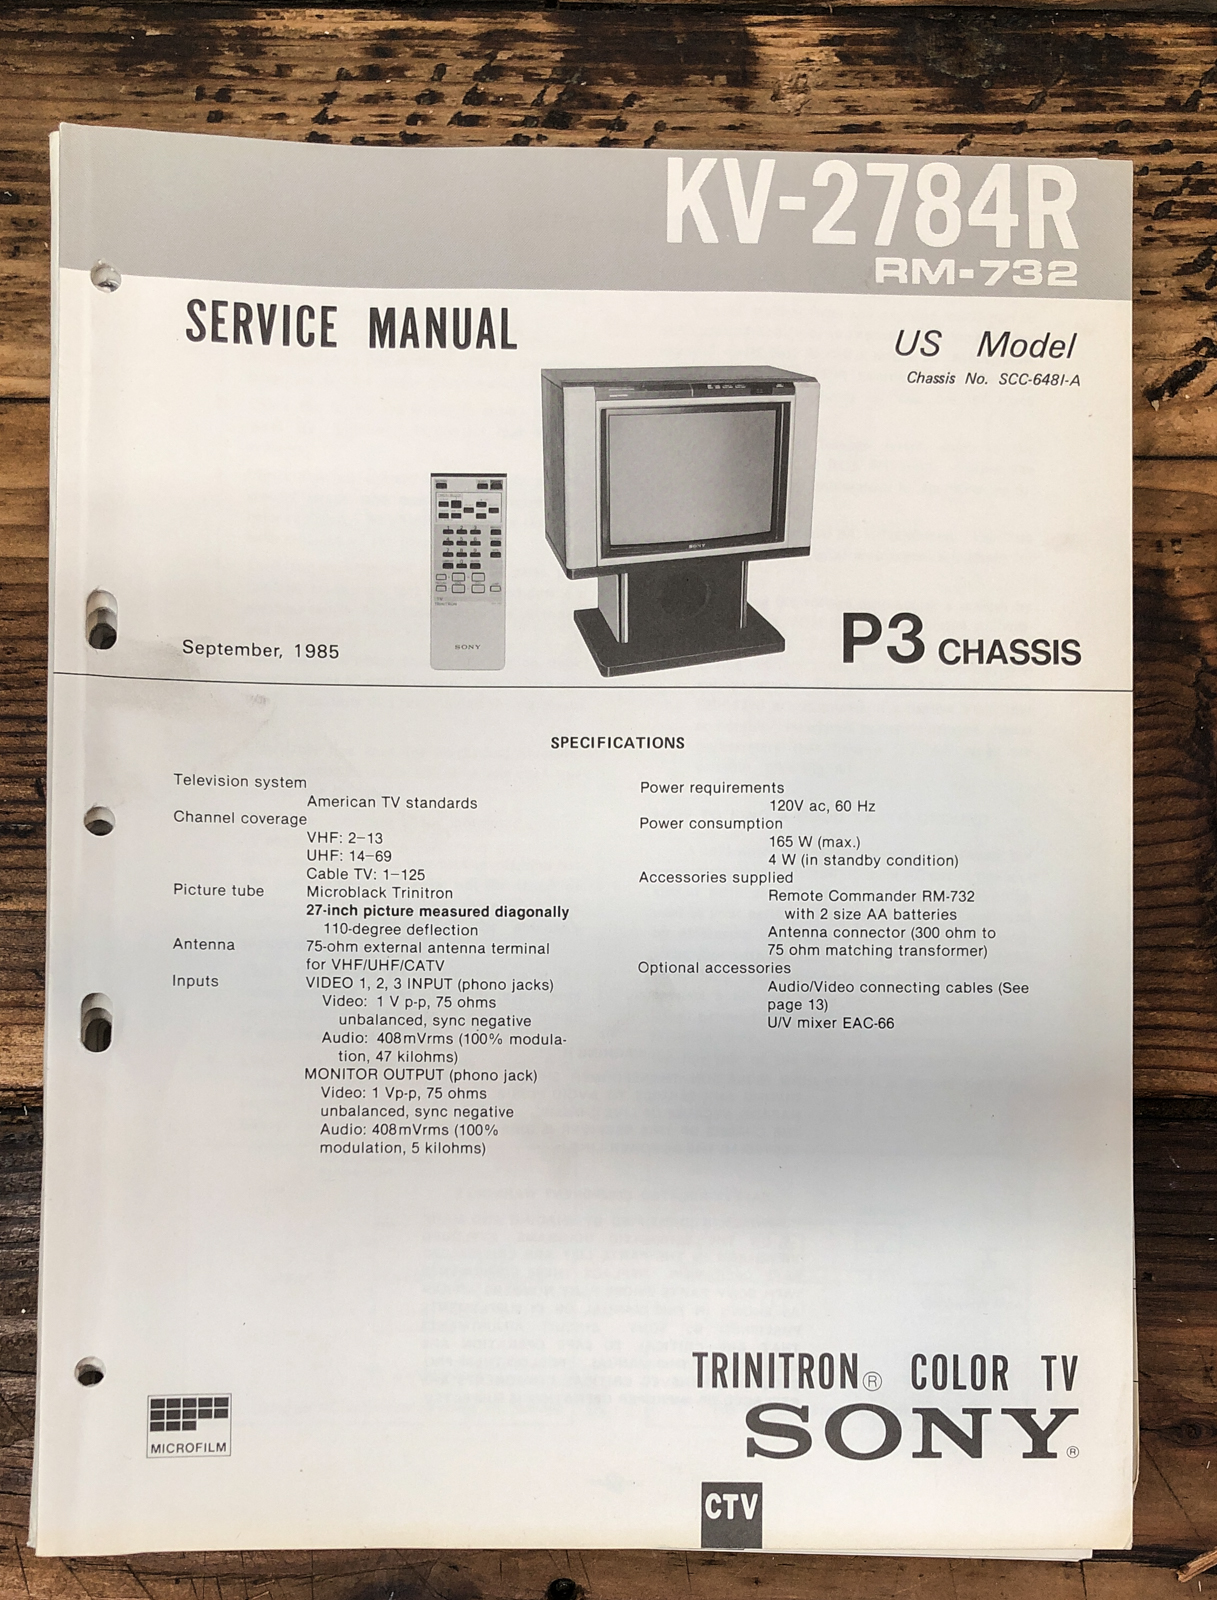 KV-2784R
RM-732
SERVICE MANUAL
US Model
Chassis No. SCC-648I-A
SONY
SONY
September, 1985
P3 CHASSIS
SPECIFICATIONS
Television system
American TV standards
Channel coverage
VHF: 2–13
UHF: 14–69
Cable TV: 1–125
Picture tube Microblack Trinitron
27-inch picture measured diagonally
110-degree deflection
Antenna 75-ohm external antenna terminal
for VHF/UHF/CATV
Inputs VIDEO 1, 2, 3 INPUT (phono jacks)
Video: 1 V p-p, 75 ohms
unbalanced, sync negative
Audio: 408mVrms (100% modula-
tion, 47 kilohms)
MONITOR OUTPUT (phono jack)
Video: 1 Vp-p, 75 ohms
unbalanced, sync negative
Audio: 408mVrms (100%
modulation, 5 kilohms)
Power requirements
120V ac, 60 Hz
Power consumption
165 W (max.)
4 W (in standby condition)
Accessories supplied
Remote Commander RM-732
with 2 size AA batteries
Antenna connector (300 ohm to
75 ohm matching transformer)
Optional accessories
Audio/Video connecting cables (See
page 13)
U/V mixer EAC-66
TRINITRON® COLOR TV
SONY®
MICROFILM
CTV